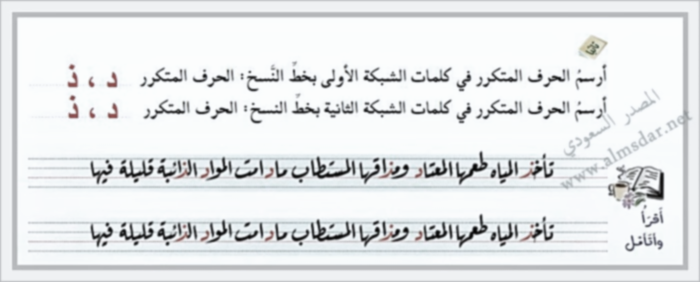 أرسمُ الحرف المتكرر في كلمات الشبكة الأولى بخطِّ النَّسخ: الحرف المتكرر د ، ذ
أرسمُ الحرف المتكرر في كلمات الشبكة الثانية بخطِّ النسخ: الحرف المتكرر د ، ذ
المصدر السعودي
www.almsdar.net
تأخذ المياه طعمها المعتاد ومذاقها المستطاب مادامت المواد الذائبة قليلة فيها
أقرأ
وأتأمل
تأخذ المياه طعمها المعتاد ومذاقها المستطاب مادامت المواد الذائبة قليلة فيها